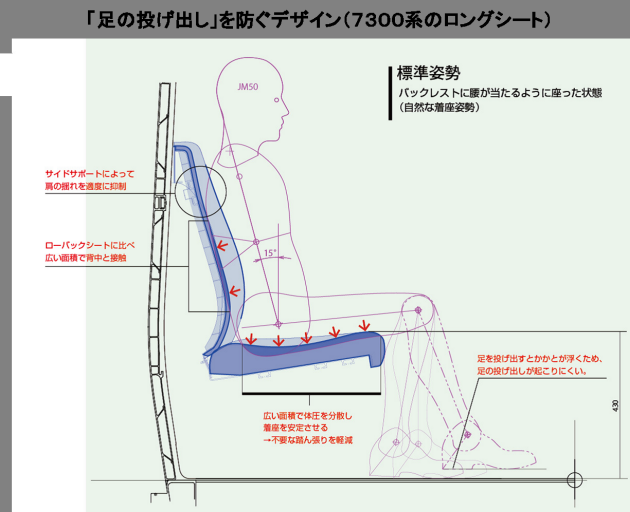 「足の投げ出し」を防ぐデザイン（7300系のロングシート）
標準姿勢
バックレストに腰が当たるように座った状態
（自然な着座姿勢）
JM50
サイドサポートによって
肩の揺れを適度に抑制
ローバックシートに比べ
広い面積で背中と接触
15°
足を投げ出すとかかとが浮くため、
足の投げ出しが起こりにくい。
430
広い面積で体圧を分散し
着座を安定させる
→不要な踏ん張りを軽減